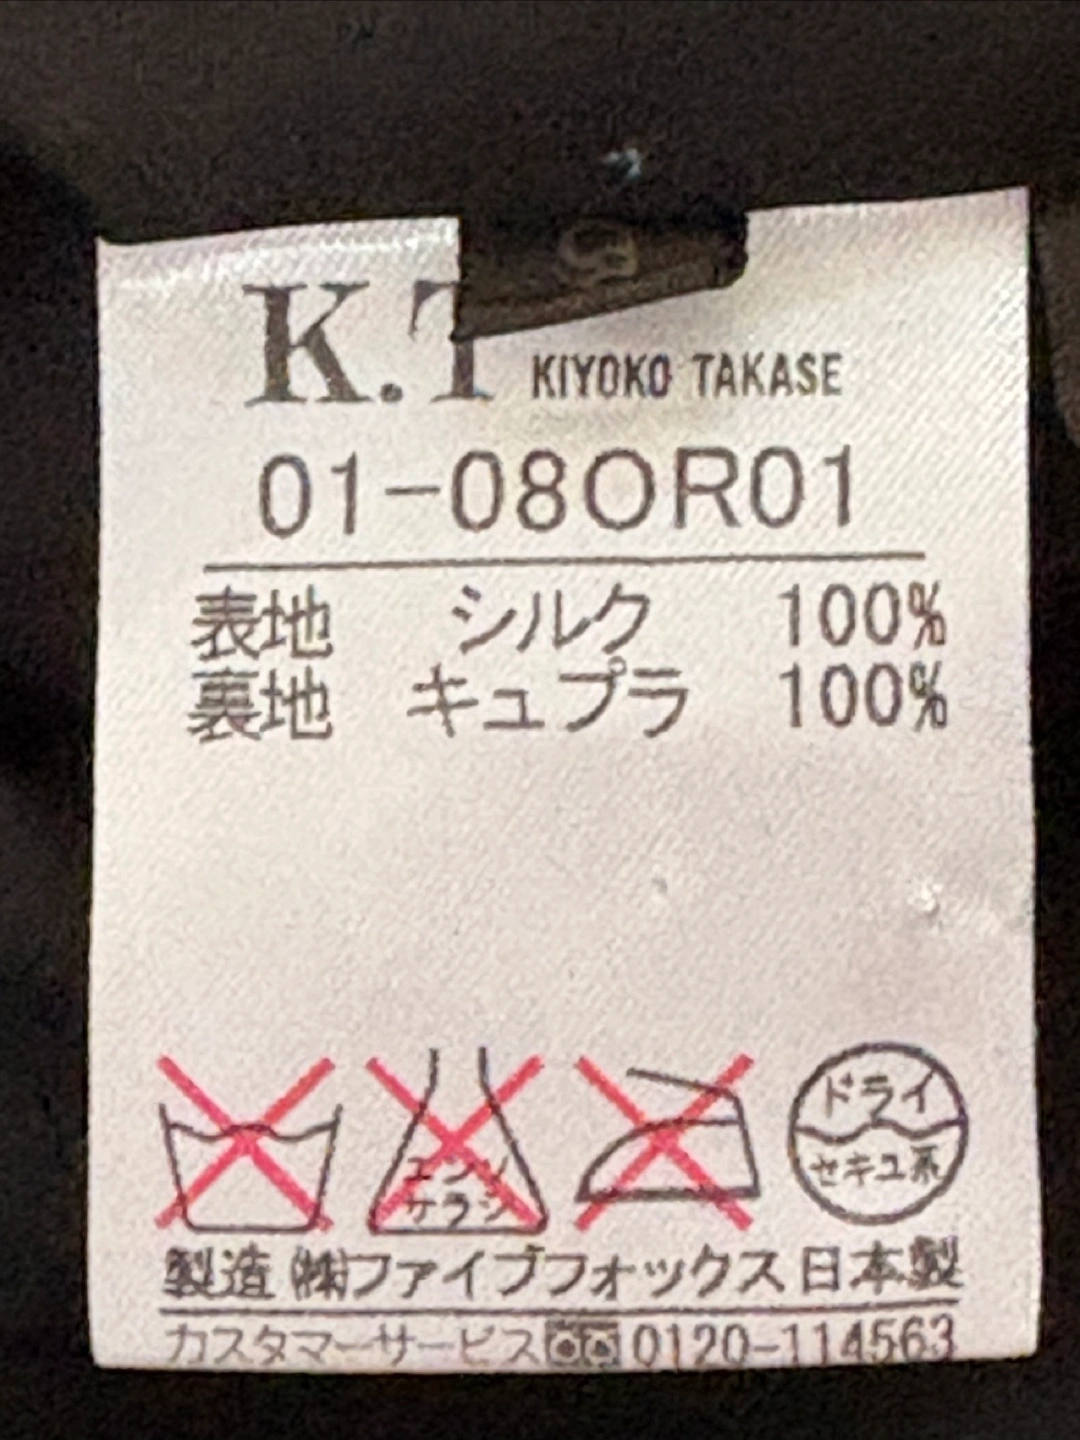 S
K.T KIYOKO TAKASE
01-08OR01
表地 シルク 100%
裏地 キュプラ 100%
エンソ
サラシ
ドライ
セキユ系
製造 ㈱ファイブフォックス 日本製
カスタマーサービス 0120-114563